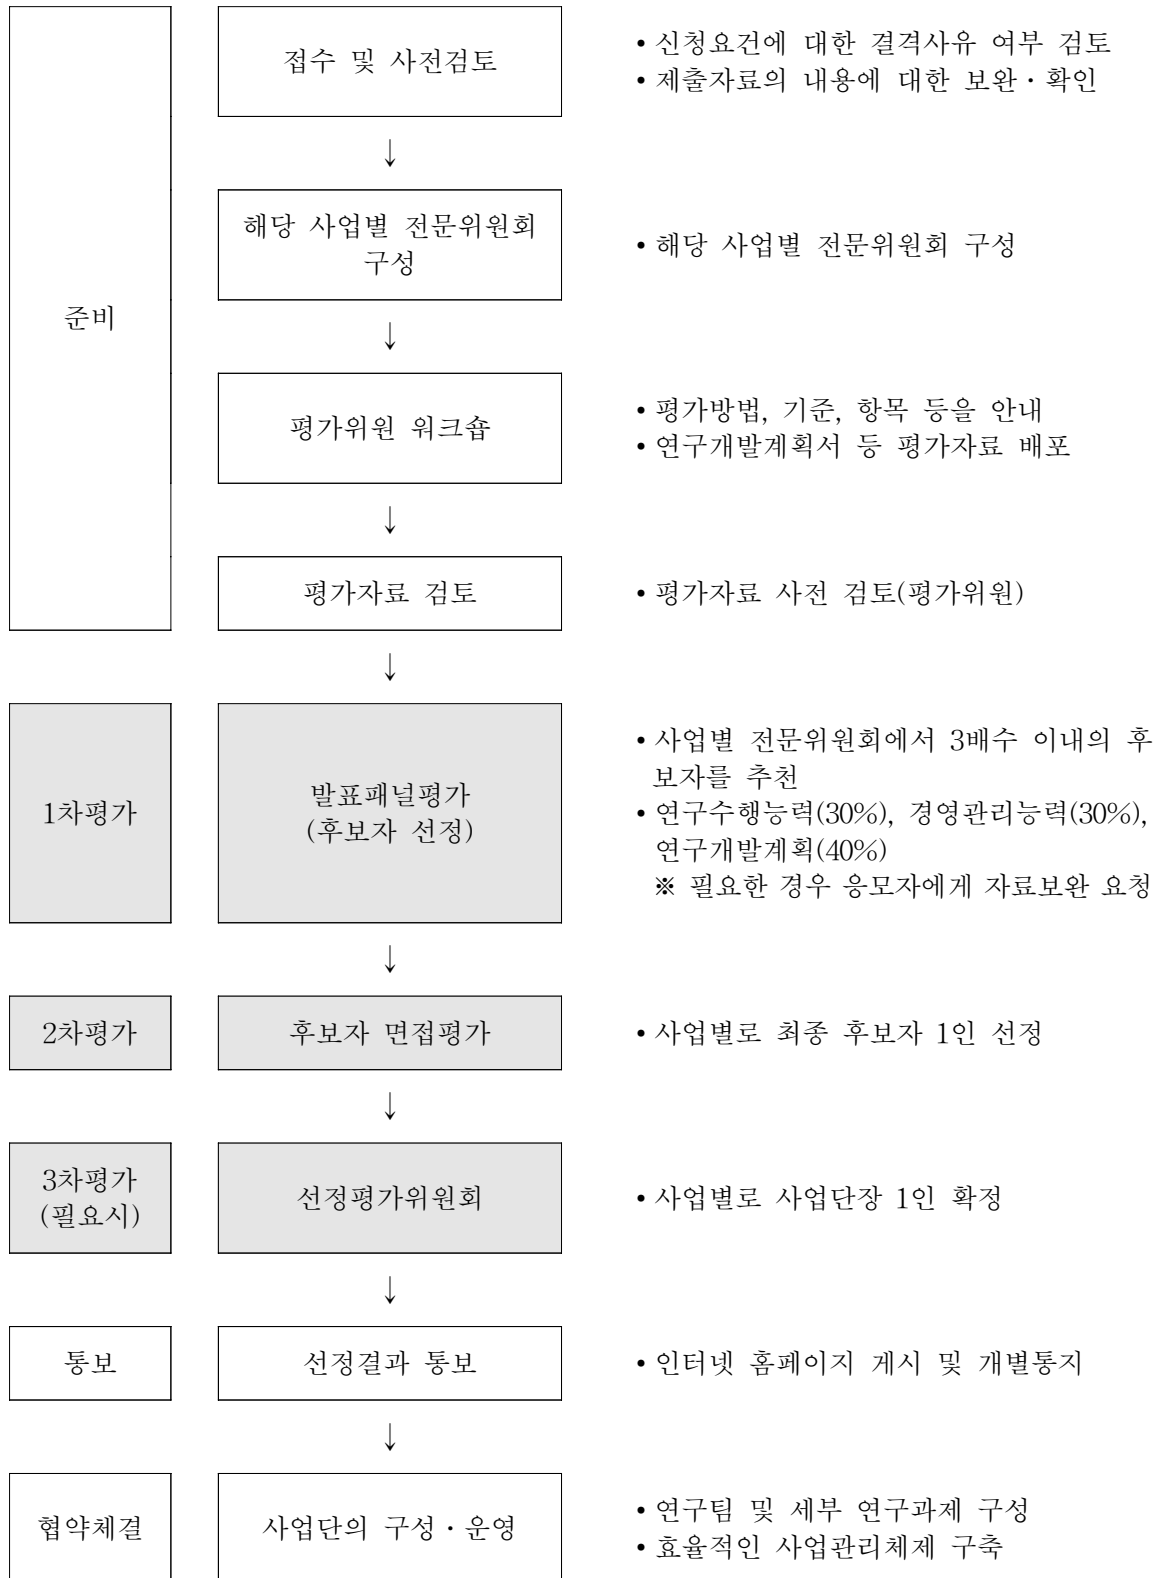 준비
접수 및 사전검토
• 신청요건에 대한 결격사유 여부 검토
• 제출자료의 내용에 대한 보완・확인
↓
해당 사업별 전문위원회
구성
• 해당 사업별 전문위원회 구성
↓
평가위원 워크숍
• 평가방법, 기준, 항목 등을 안내
• 연구개발계획서 등 평가자료 배포
↓
평가자료 검토
• 평가자료 사전 검토(평가위원)
↓
1차평가
발표패널평가
(후보자 선정)
• 사업별 전문위원회에서 3배수 이내의 후
보자를 추천
• 연구수행능력(30%), 경영관리능력(30%),
연구개발계획(40%)
※ 필요한 경우 응모자에게 자료보완 요청
↓
2차평가
후보자 면접평가
• 사업별로 최종 후보자 1인 선정
↓
3차평가
(필요시)
선정평가위원회
• 사업별로 사업단장 1인 확정
↓
통보
선정결과 통보
• 인터넷 홈페이지 게시 및 개별통지
↓
협약체결
사업단의 구성・운영
• 연구팀 및 세부 연구과제 구성
• 효율적인 사업관리체제 구축